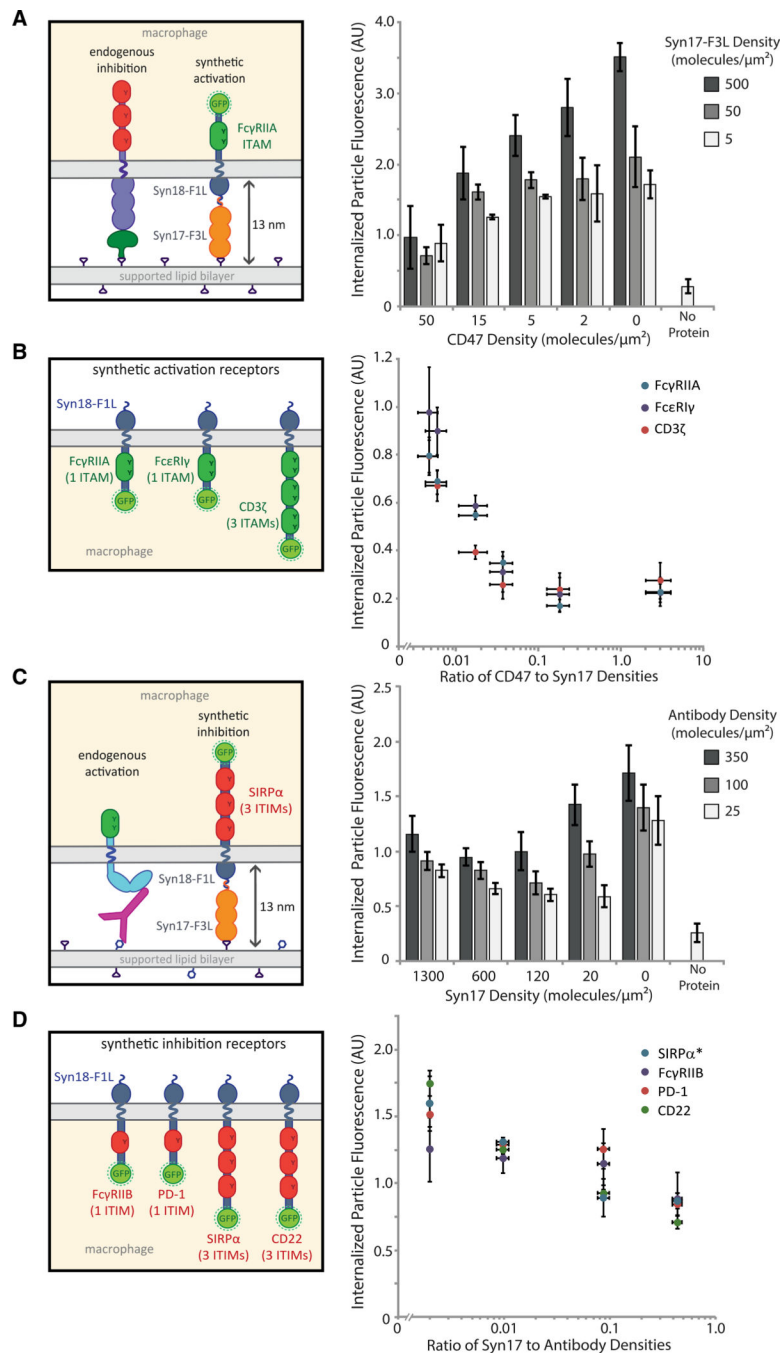 A
macrophage
endogenous
inhibition
synthetic
activation
GFP
Y
Y
Y
Y
Y
FcγRIIA
ITAM
Syn18-F1L
Syn17-F3L
13 nm
supported lipid bilayer
Internalized Particle Fluorescence (AU)
4.0
3.0
2.0
1.0
0
Syn17-F3L Density
(molecules/μm²)
500
50
5
50
15
5
2
0
No
Protein
CD47 Density (molecules/μm²)
B
synthetic activation receptors
Syn18-F1L
FcγRIIA
(1 ITAM)
FcεRIγ
(1 ITAM)
CD3ζ
(3 ITAMs)
Y
Y
Y
Y
Y
Y
Y
Y
Y
Y
GFP
GFP
GFP
macrophage
Internalized Particle Fluorescence (AU)
1.2
1.0
0.8
0.6
0.4
0.2
0
FcγRIIA
FcεRIγ
CD3ζ
0
0.01
0.1
1.0
10
Ratio of CD47 to Syn17 Densities
C
macrophage
endogenous
activation
synthetic
inhibition
GFP
Y
Y
Y
Y
Y
SIRPα
(3 ITIMs)
Syn18-F1L
Syn17-F3L
13 nm
supported lipid bilayer
Internalized Particle Fluorescence (AU)
2.5
2.0
1.5
1.0
0.5
0
Antibody Density
(molecules/μm²)
350
100
25
1300
600
120
20
0
No
Protein
Syn17 Density (molecules/μm²)
D
synthetic inhibition receptors
Syn18-F1L
Y
Y
Y
Y
Y
Y
Y
Y
GFP
GFP
GFP
GFP
FcγRIIB
(1 ITIM)
PD-1
(1 ITIM)
SIRPα
(3 ITIMs)
CD22
(3 ITIMs)
macrophage
Internalized Particle Fluorescence (AU)
2.0
1.5
1.0
0.5
0
SIRPα*
FcγRIIB
PD-1
CD22
0
0.01
0.1
1.0
Ratio of Syn17 to Antibody Densities